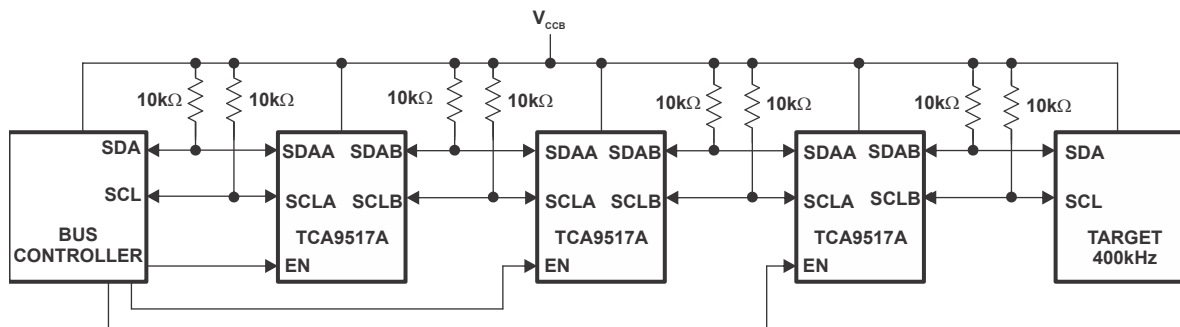 V_CCB
10kΩ 10kΩ 10kΩ 10kΩ 10kΩ 10kΩ 10kΩ 10kΩ
SDA SDAA SDAB SDAA SDAB SDAA SDAB SDA
SCL SCLA SCLB SCLA SCLB SCLA SCLB SCL
BUS
CONTROLLER
TCA9517A TCA9517A TCA9517A
TARGET
400kHz
EN EN EN